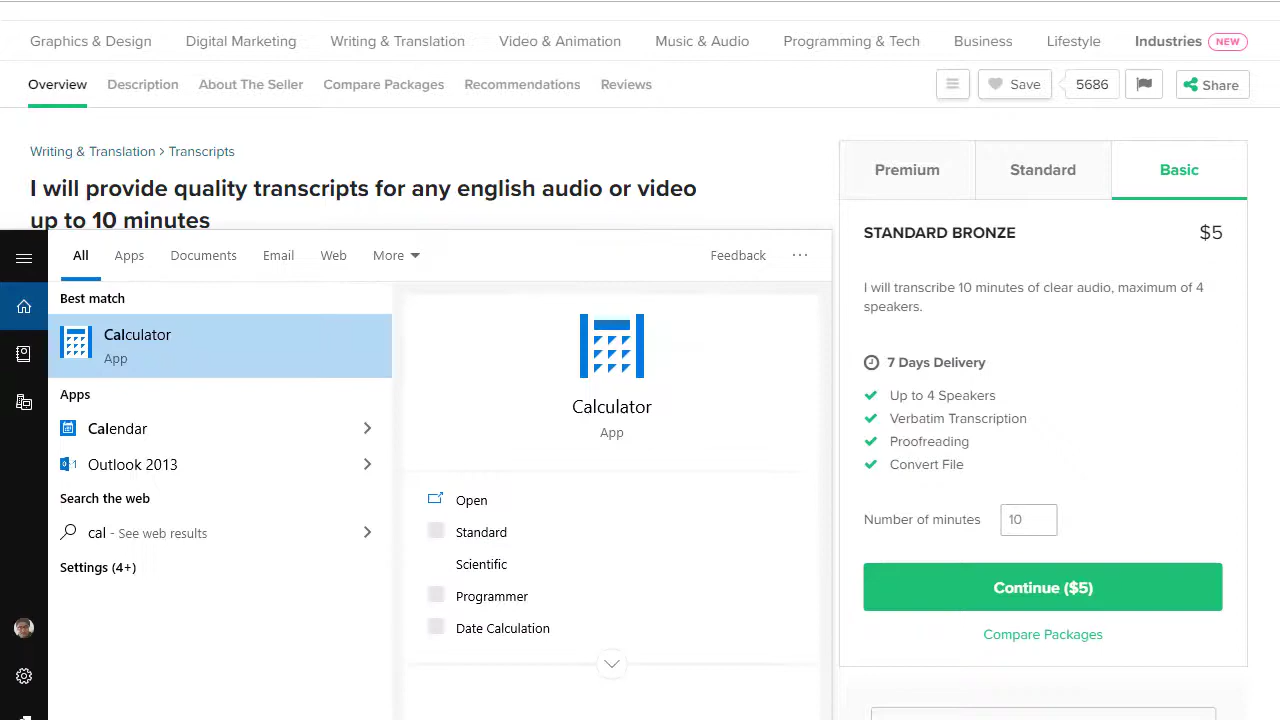 Graphics & Design Digital Marketing Writing & Translation Video & Animation Music & Audio Programming & Tech Business Lifestyle Industries NEW
Overview Description About The Seller Compare Packages Recommendations Reviews Save 5686 Share
Writing & Translation > Transcripts
I will provide quality transcripts for any english audio or video
up to 10 minutes
All Apps Documents Email Web More Feedback ...
Best match
Calculator
App
Apps
Calendar
Outlook 2013
Search the web
cal - See web results
Settings (4+)
Calculator
App
Open
Standard
Scientific
Programmer
Date Calculation
Premium Standard Basic
STANDARD BRONZE $5
I will transcribe 10 minutes of clear audio, maximum of 4
speakers.
7 Days Delivery
Up to 4 Speakers
Verbatim Transcription
Proofreading
Convert File
Number of minutes 10
Continue ($5)
Compare Packages